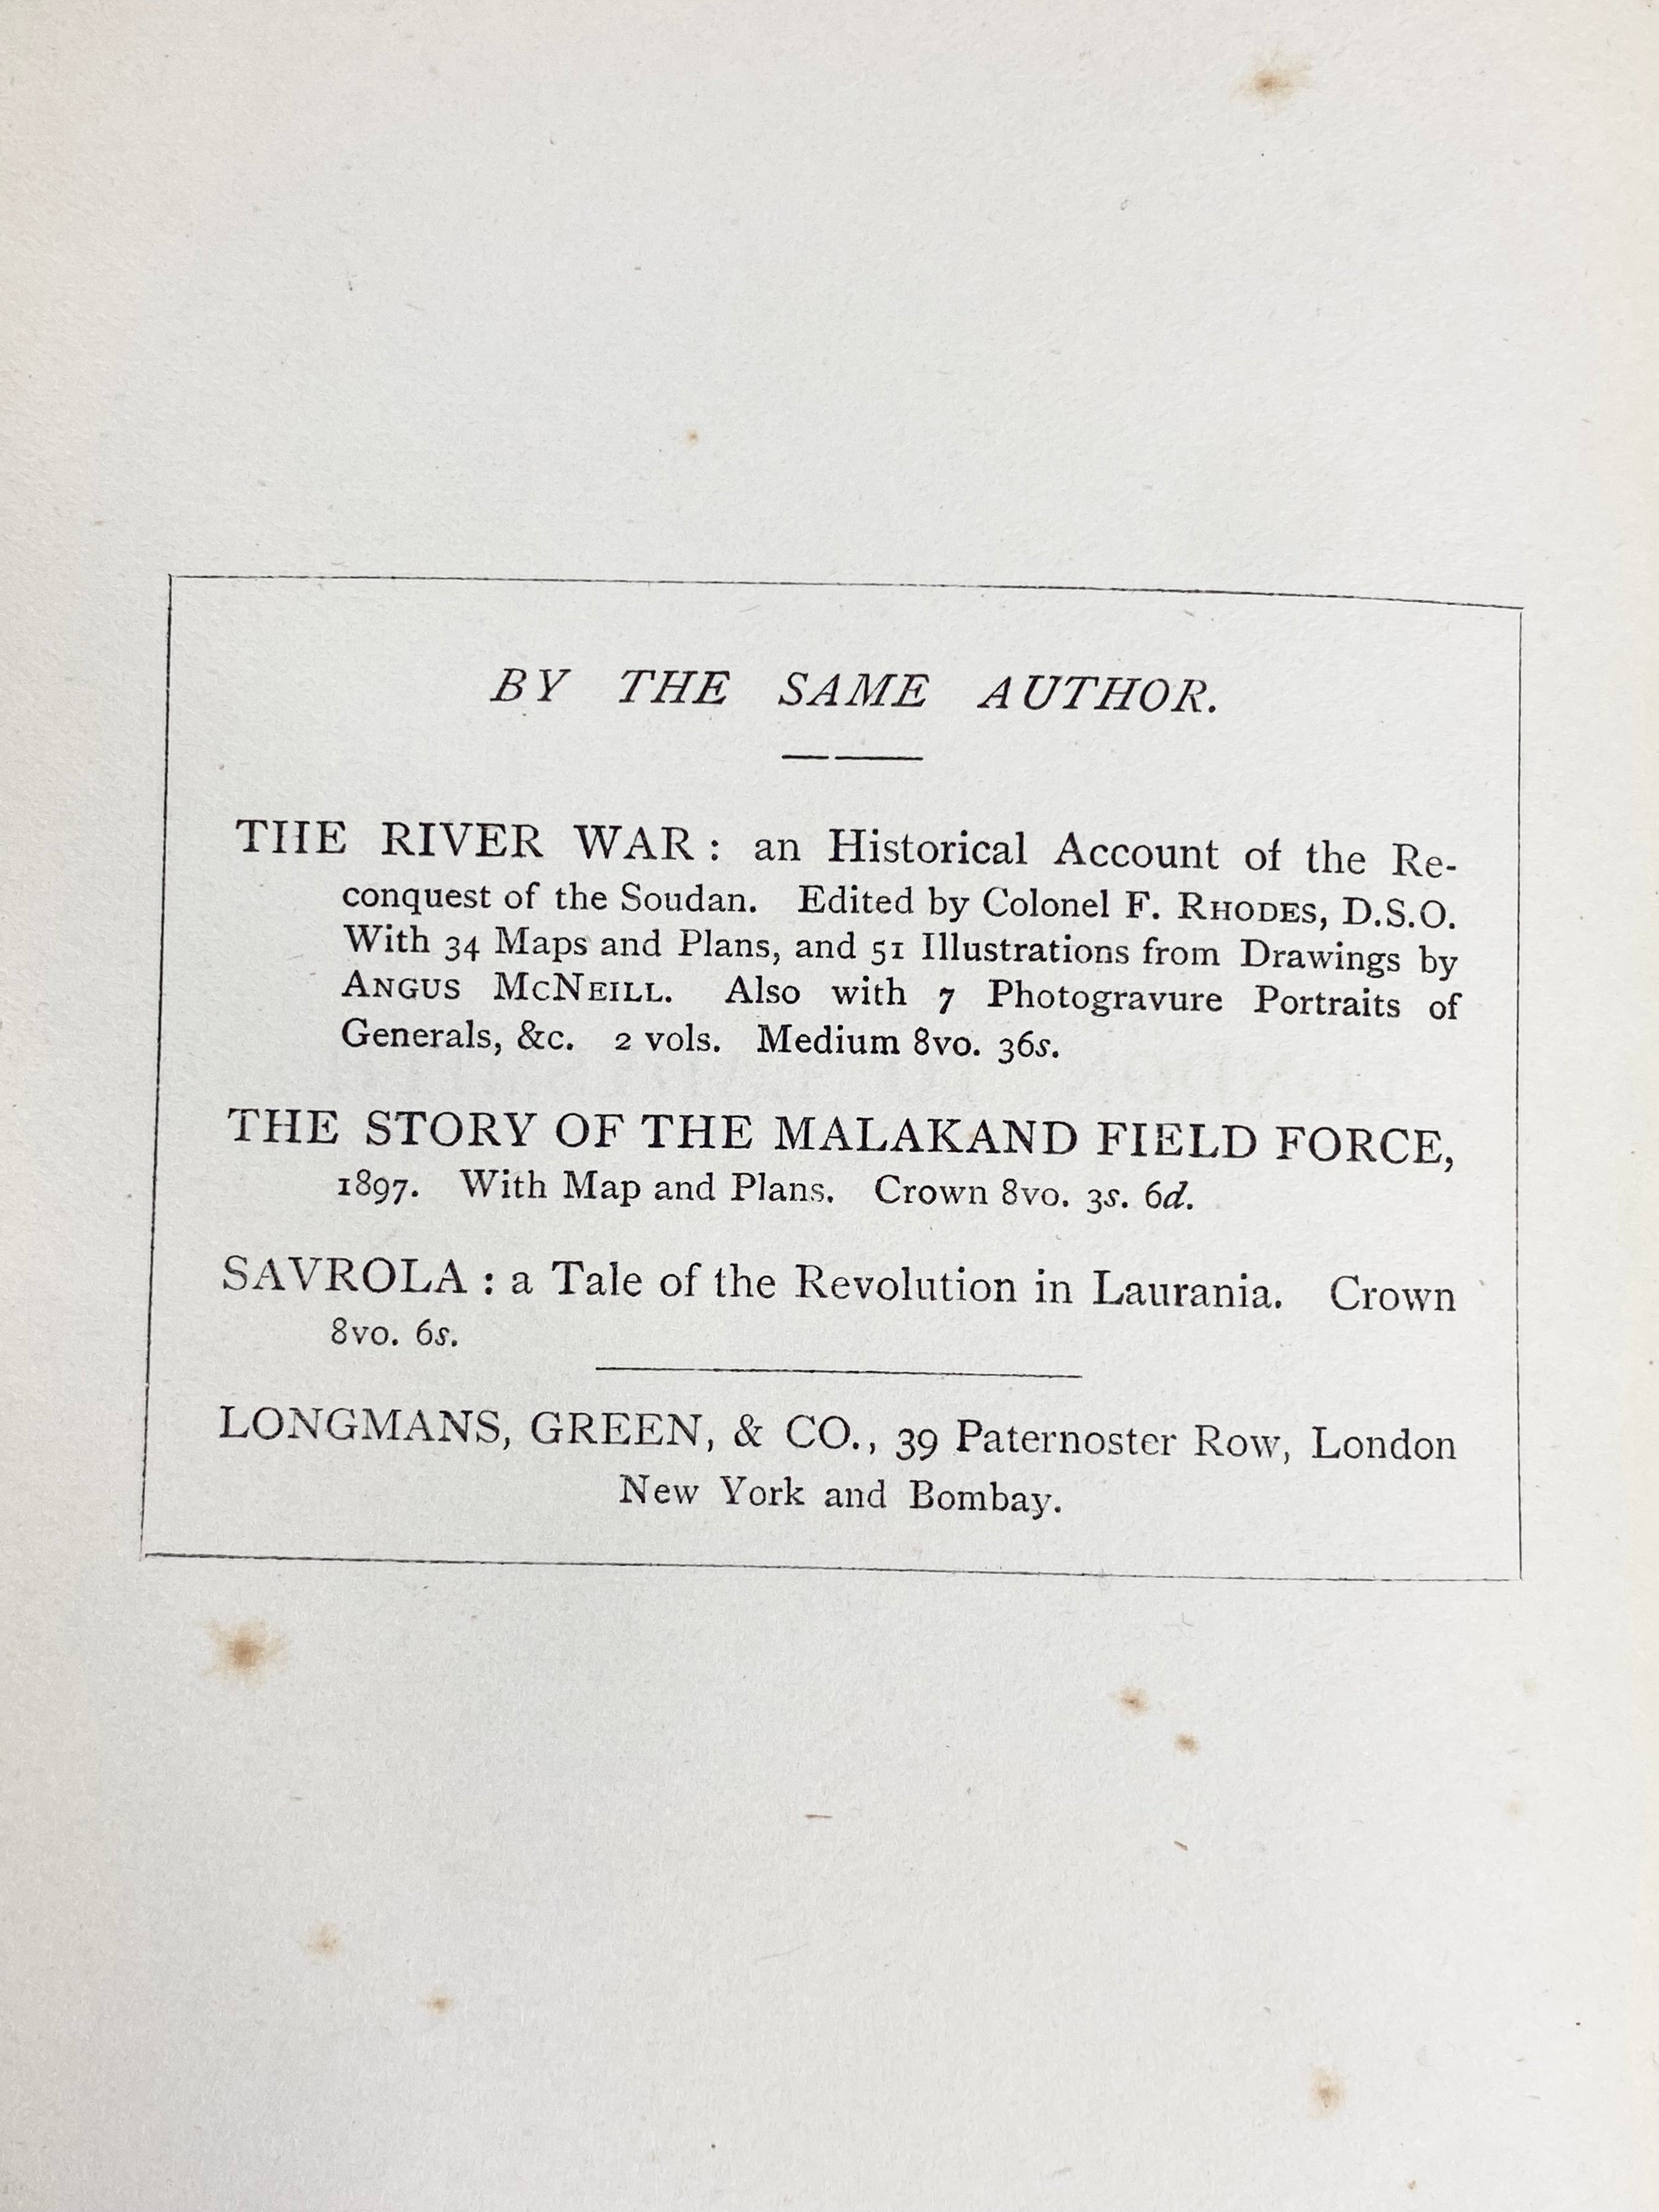 BY THE SAME AUTHOR.
THE RIVER WAR: an Historical Account of the Re-
conquest of the Soudan. Edited by Colonel F. RHODES, D.S.O.
With 34 Maps and Plans, and 51 Illustrations from Drawings by
ANGUS MCNEILL. Also with 7 Photogravure Portraits of
Generals, &c. 2 vols. Medium 8vo. 36s.
THE STORY OF THE MALAKAND FIELD FORCE,
1897. With Map and Plans. Crown 8vo. 3s. 6d.
SAVROLA: a Tale of the Revolution in Laurania. Crown
8vo. 6s.
LONGMANS, GREEN, & CO., 39 Paternoster Row, London
New York and Bombay.